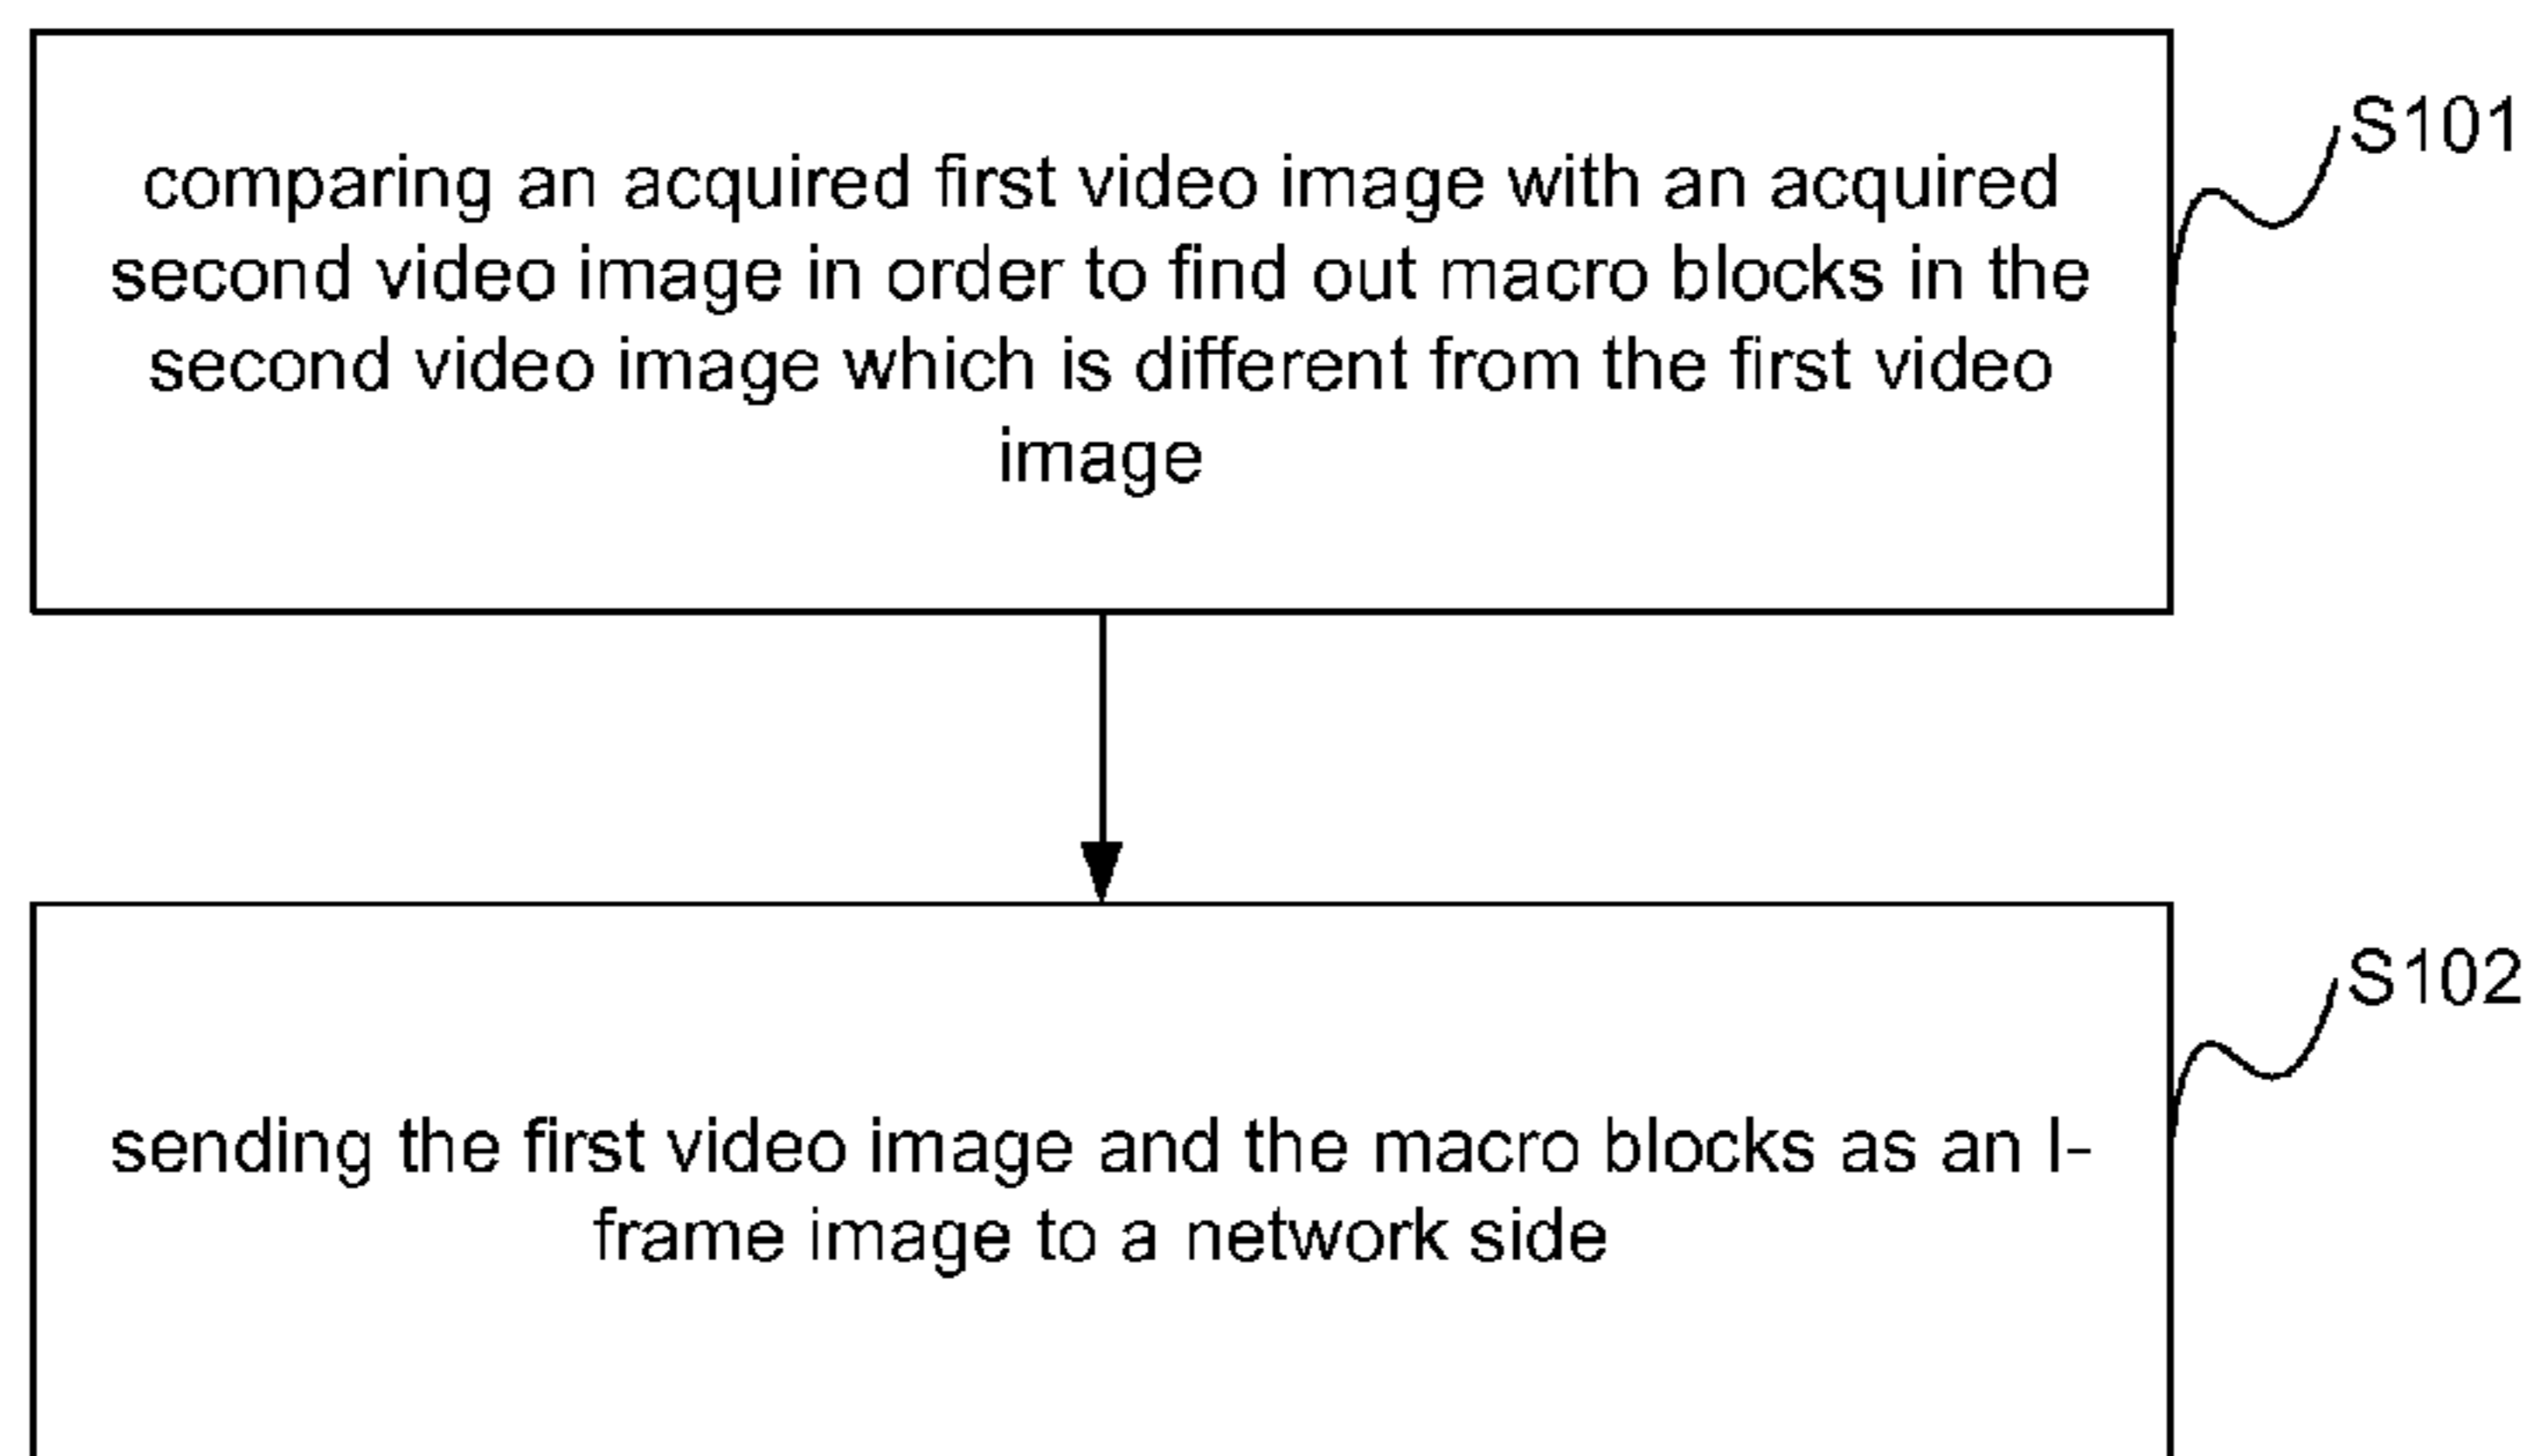 comparing an acquired first video image with an acquired
second video image in order to find out macro blocks in the
second video image which is different from the first video
image
S101
sending the first video image and the macro blocks as an I-
frame image to a network side
S102